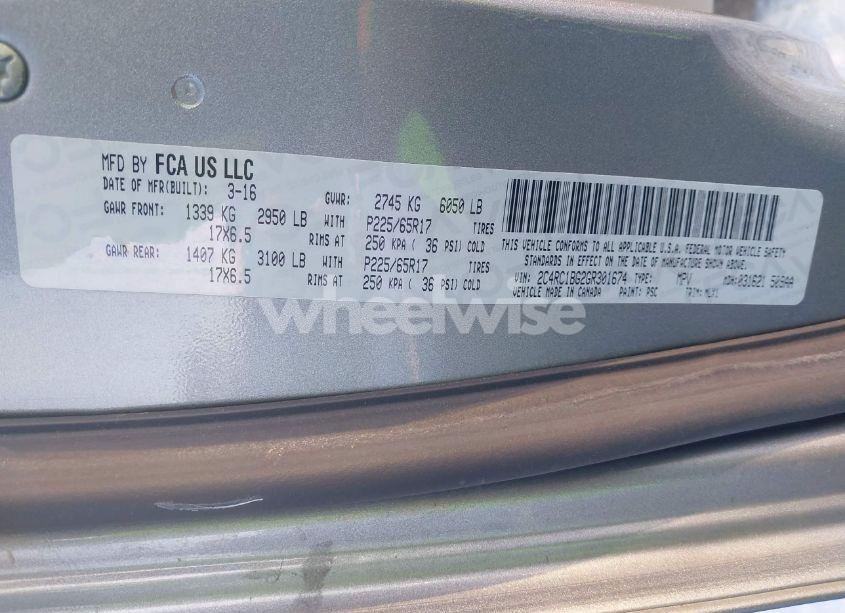 MFD BY FCA US LLC
DATE OF MFR(BUILT): 3-16 GVWR: 2745 KG 6050 LB
GAWR FRONT: 1339 KG 2950 LB WITH P225/65R17 TIRES
17X6.5 RIMS AT 250 KPA ( 36 PSI) COLD
GAWR REAR: 1407 KG 3100 LB WITH P225/65R17 TIRES
17X6.5 RIMS AT 250 KPA ( 36 PSI) COLD
THIS VEHICLE CONFORMS TO ALL APPLICABLE U.S.A. FEDERAL MOTOR VEHICLE SAFETY
STANDARDS IN EFFECT ON THE DATE OF MANUFACTURE SHOWN ABOVE.
VIN: 2C4RC1BG2GR301674 TYPE: MPV MDH: 031621 509AA
VEHICLE MADE IN CANADA PAINT: PSC TRIM:
wheelwise